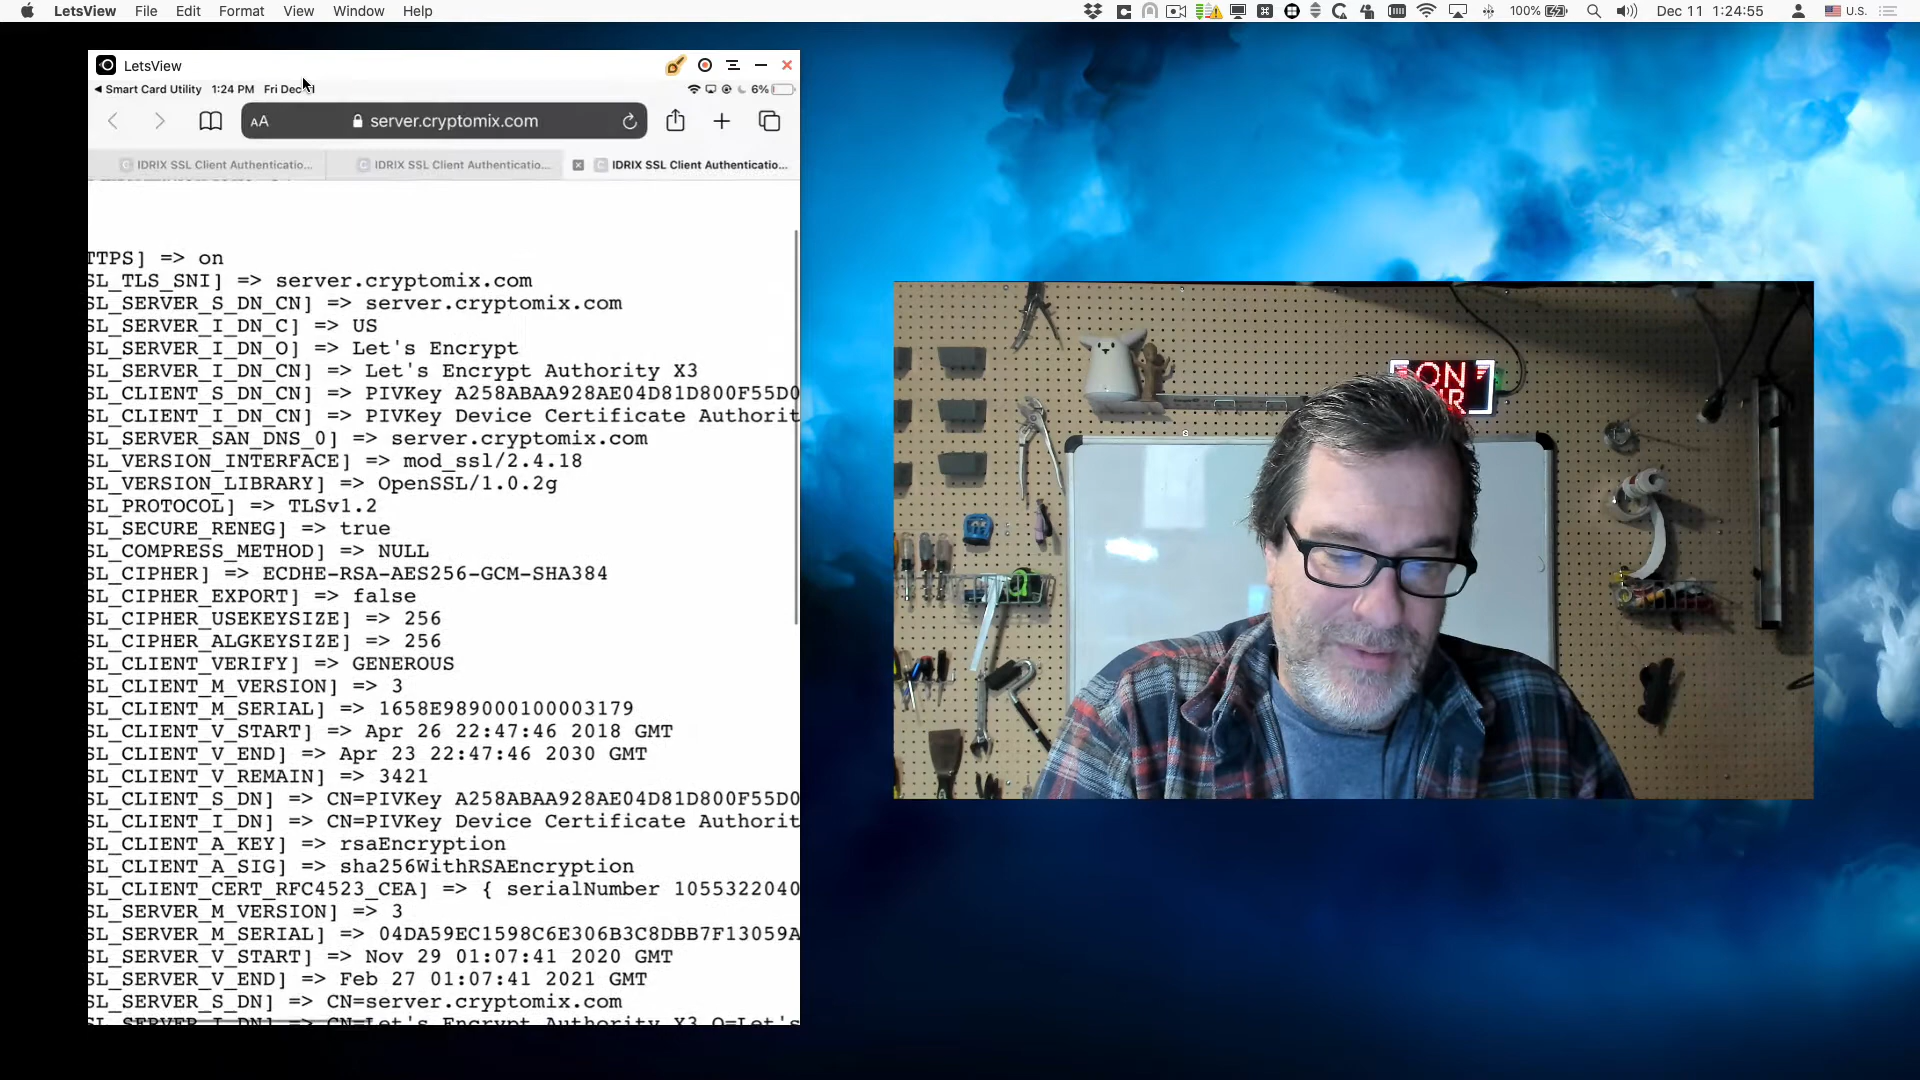 LetsView File Edit Format View Window Help 100% Dec 11 1:24:55 U.S.
LetsView
Smart Card Utility 1:24 PM Fri Dec 6%
AA server.cryptomix.com
IDRIX SSL Client Authenticatio... IDRIX SSL Client Authenticatio... IDRIX SSL Client Authenticatio...
TTPS] => on
SL_TLS_SNI] => server.cryptomix.com
SL_SERVER_S_DN_CN] => server.cryptomix.com
SL_SERVER_I_DN_C] => US
SL_SERVER_I_DN_O] => Let's Encrypt
SL_SERVER_I_DN_CN] => Let's Encrypt Authority X3
SL_CLIENT_S_DN_CN] => PIVKey A258ABAA928AE04D81D800F55D0
SL_CLIENT_I_DN_CN] => PIVKey Device Certificate Authorit
SL_SERVER_SAN_DNS_0] => server.cryptomix.com
SL_VERSION_INTERFACE] => mod_ssl/2.4.18
SL_VERSION_LIBRARY] => OpenSSL/1.0.2g
SL_PROTOCOL] => TLSv1.2
SL_SECURE_RENEG] => true
SL_COMPRESS_METHOD] => NULL
SL_CIPHER] => ECDHE-RSA-AES256-GCM-SHA384
SL_CIPHER_EXPORT] => false
SL_CIPHER_USEKEYSIZE] => 256
SL_CIPHER_ALGKEYSIZE] => 256
SL_CLIENT_VERIFY] => GENEROUS
SL_CLIENT_M_VERSION] => 3
SL_CLIENT_M_SERIAL] => 1658E989000100003179
SL_CLIENT_V_START] => Apr 26 22:47:46 2018 GMT
SL_CLIENT_V_END] => Apr 23 22:47:46 2030 GMT
SL_CLIENT_V_REMAIN] => 3421
SL_CLIENT_S_DN] => CN=PIVKey A258ABAA928AE04D81D800F55D0
SL_CLIENT_I_DN] => CN=PIVKey Device Certificate Authorit
SL_CLIENT_A_KEY] => rsaEncryption
SL_CLIENT_A_SIG] => sha256WithRSAEncryption
SL_CLIENT_CERT_RFC4523_CEA] => { serialNumber 1055322040
SL_SERVER_M_VERSION] => 3
SL_SERVER_M_SERIAL] => 04DA59EC1598C6E306B3C8DBB7F13059A
SL_SERVER_V_START] => Nov 29 01:07:41 2020 GMT
SL_SERVER_V_END] => Feb 27 01:07:41 2021 GMT
SL_SERVER_S_DN] => CN=server.cryptomix.com
SL_SERVER_I_DN] => CN=Let's Encrypt Authority X3,O=Let's
ON